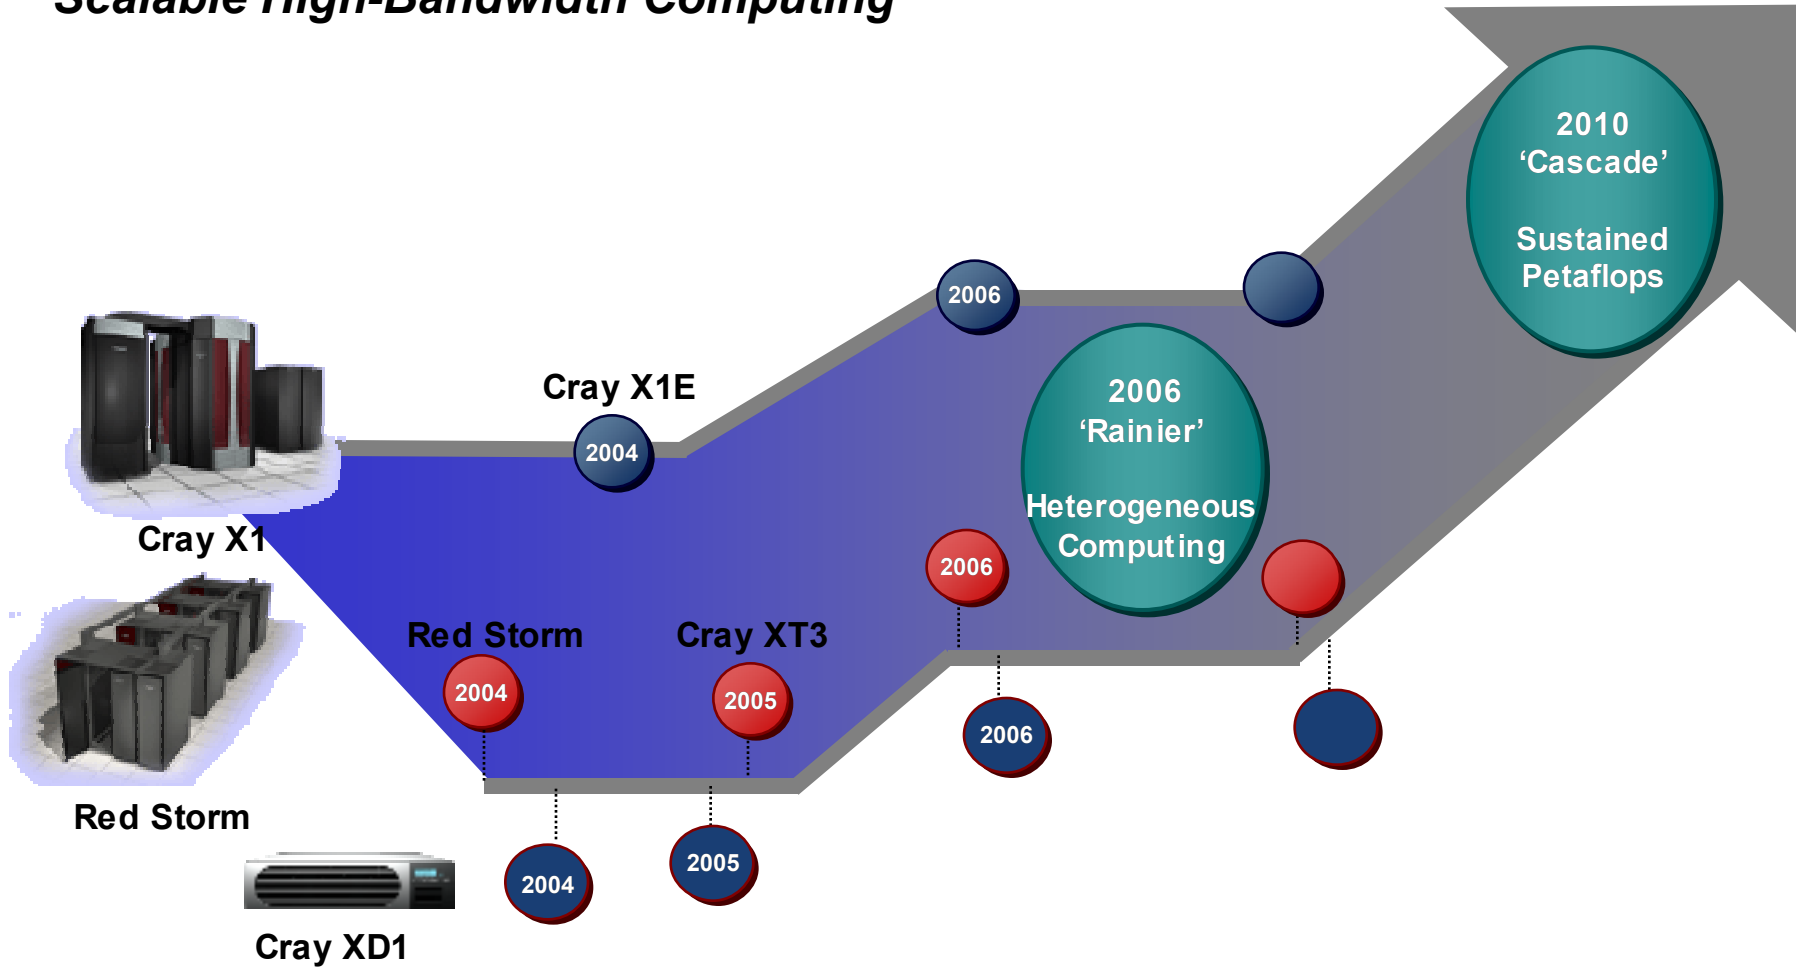 Scalable High-Bandwidth Computing
2010
‘Cascade’
Sustained
Petaflops
2006
2006
‘Rainier’
Heterogeneous
Computing
Cray X1E
2004
Cray X1
2006
Red Storm
Cray XT3
2004
2005
2006
Red Storm
2004
2005
Cray XD1